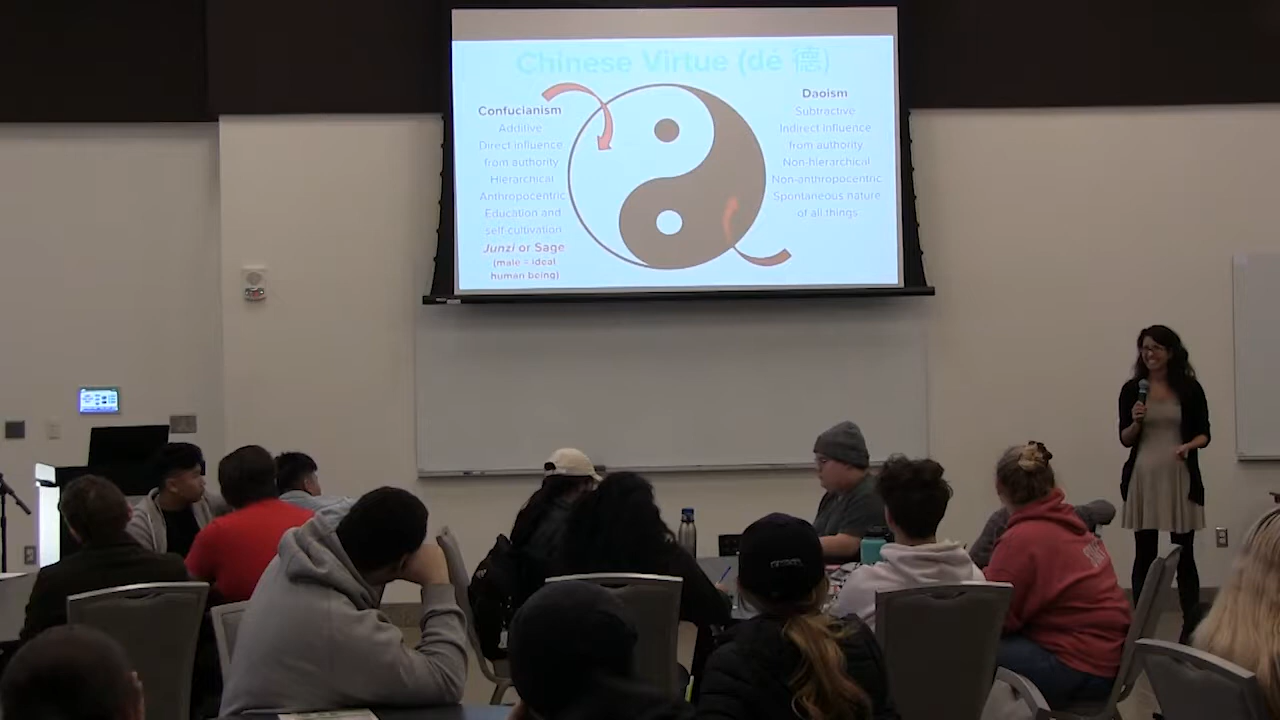 Chinese Virtue (dé 德)
Confucianism
Additive
Direct influence
from authority
Hierarchical
Anthropocentric
Education and
self-cultivation
Junzi or Sage
(male = ideal
human being)
Daoism
Subtractive
Indirect influence
from authority
Non-hierarchical
Non-anthropocentric
Spontaneous nature
of all things